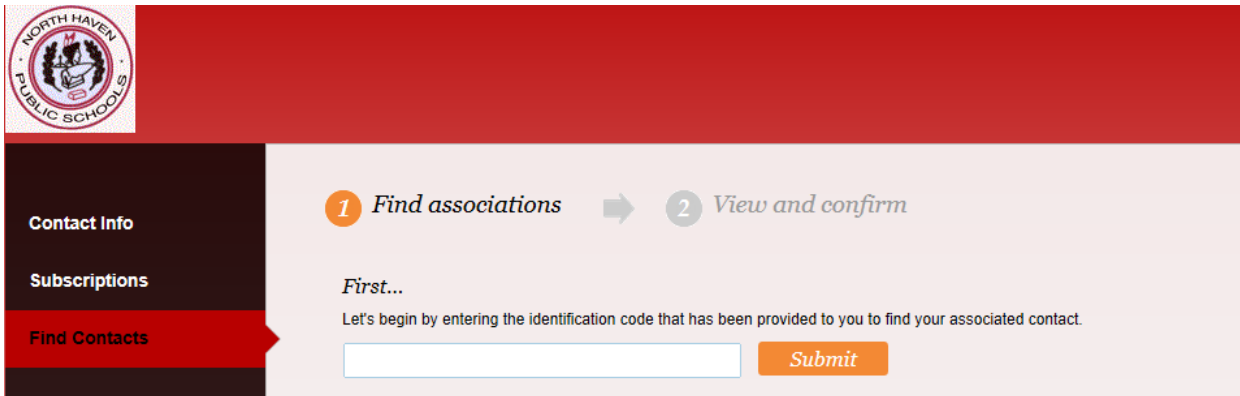 NORTH HAVEN
PUBLIC SCHOOLS
Contact Info
Subscriptions
Find Contacts
1 Find associations
2 View and confirm
First...
Let's begin by entering the identification code that has been provided to you to find your associated contact.
Submit